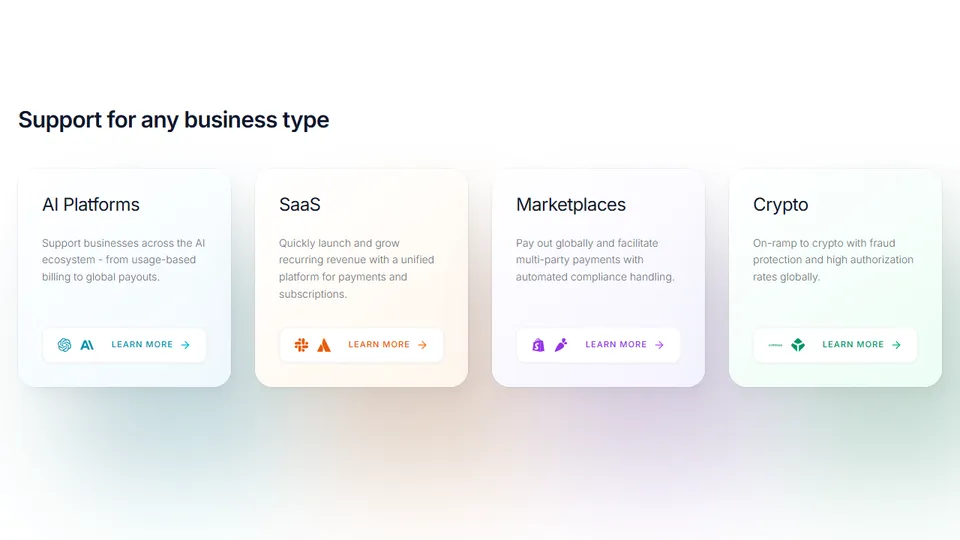 Support for any business type
AI Platforms
Support businesses across the AI
ecosystem - from usage-based
billing to global payouts.
LEARN MORE
SaaS
Quickly launch and grow
recurring revenue with a unified
platform for payments and
subscriptions.
LEARN MORE
Marketplaces
Pay out globally and facilitate
multi-party payments with
automated compliance handling.
LEARN MORE
Crypto
On-ramp to crypto with fraud
protection and high authorization
rates globally.
LEARN MORE